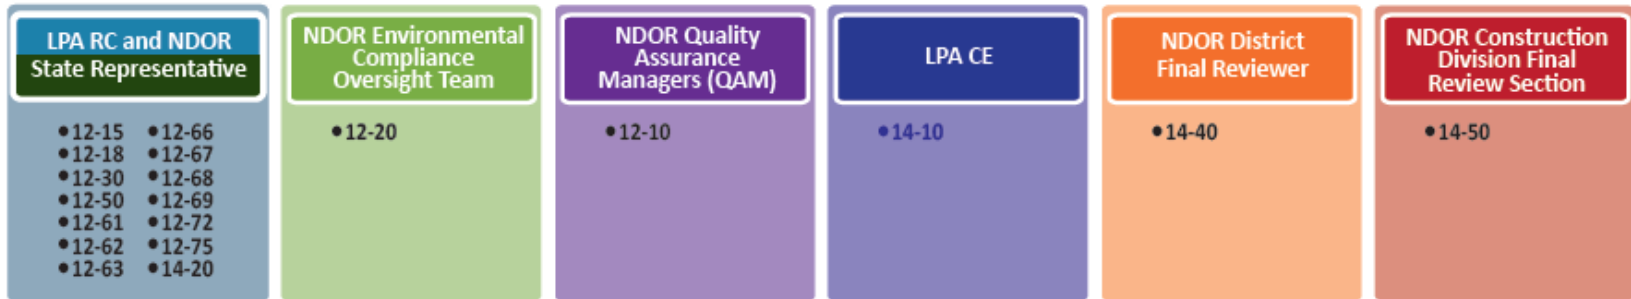 LPA RC and NDOR
State Representative
•12-15 •12-66
•12-18 •12-67
•12-30 •12-68
•12-50 •12-69
•12-61 •12-72
•12-62 •12-75
•12-63 •14-20
NDOR Environmental
Compliance
Oversight Team
•12-20
NDOR Quality
Assurance
Managers (QAM)
•12-10
LPA CE
•14-10
NDOR District
Final Reviewer
•14-40
NDOR Construction
Division Final
Review Section
•14-50